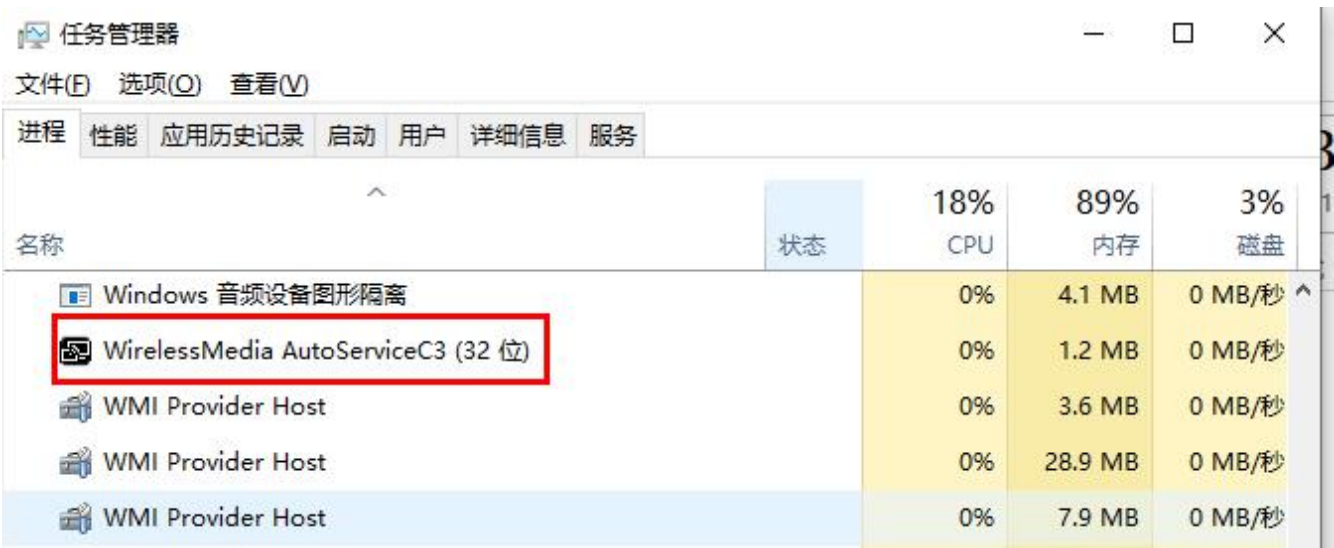 任务管理器
文件(F) 选项(O) 查看(V)
进程 性能 应用历史记录 启动 用户 详细信息 服务
18% 89% 3%
名称 状态 CPU 内存 磁盘
Windows 音频设备图形隔离 0% 4.1 MB 0 MB/秒
WirelessMedia AutoServiceC3 (32 位) 0% 1.2 MB 0 MB/秒
WMI Provider Host 0% 3.6 MB 0 MB/秒
WMI Provider Host 0% 28.9 MB 0 MB/秒
WMI Provider Host 0% 7.9 MB 0 MB/秒